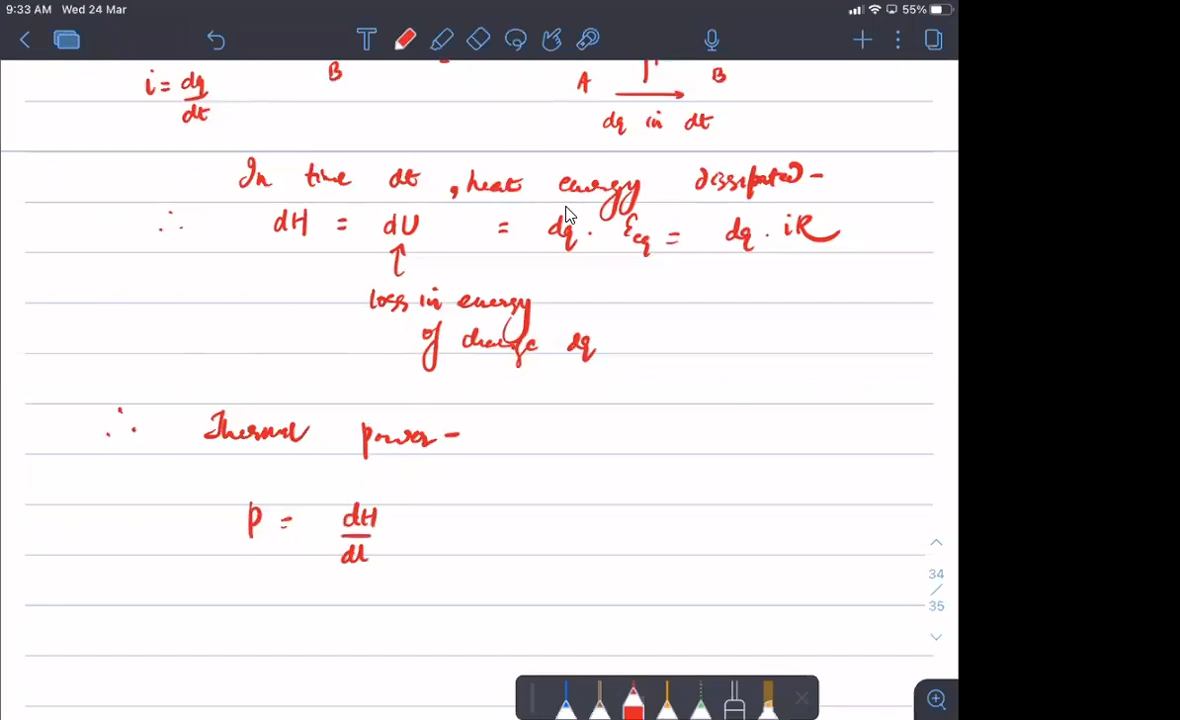 9:33 AM Wed 24 Mar
55%
i = dq/dt
B
A B
dq in dt
In time dt, heat energy dissipated -
∴ dH = dU = dq. εeq = dq. iR
↑
loss in energy
of charge dq
∴ Thermal power -
P = dH/dt
34
/
35